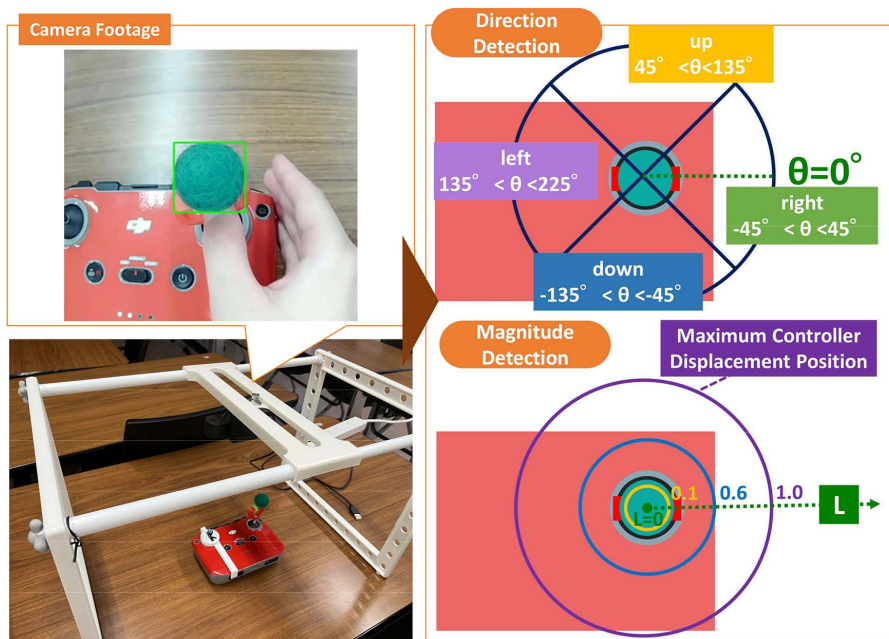 Camera Footage
dji
Direction
Detection
up
45° <θ<135°
left
135° < θ <225°
θ=0°
right
-45° < θ <45°
down
-135° < θ <-45°
Magnitude
Detection
Maximum Controller
Displacement Position
0.1
0.6
1.0
L=0
L